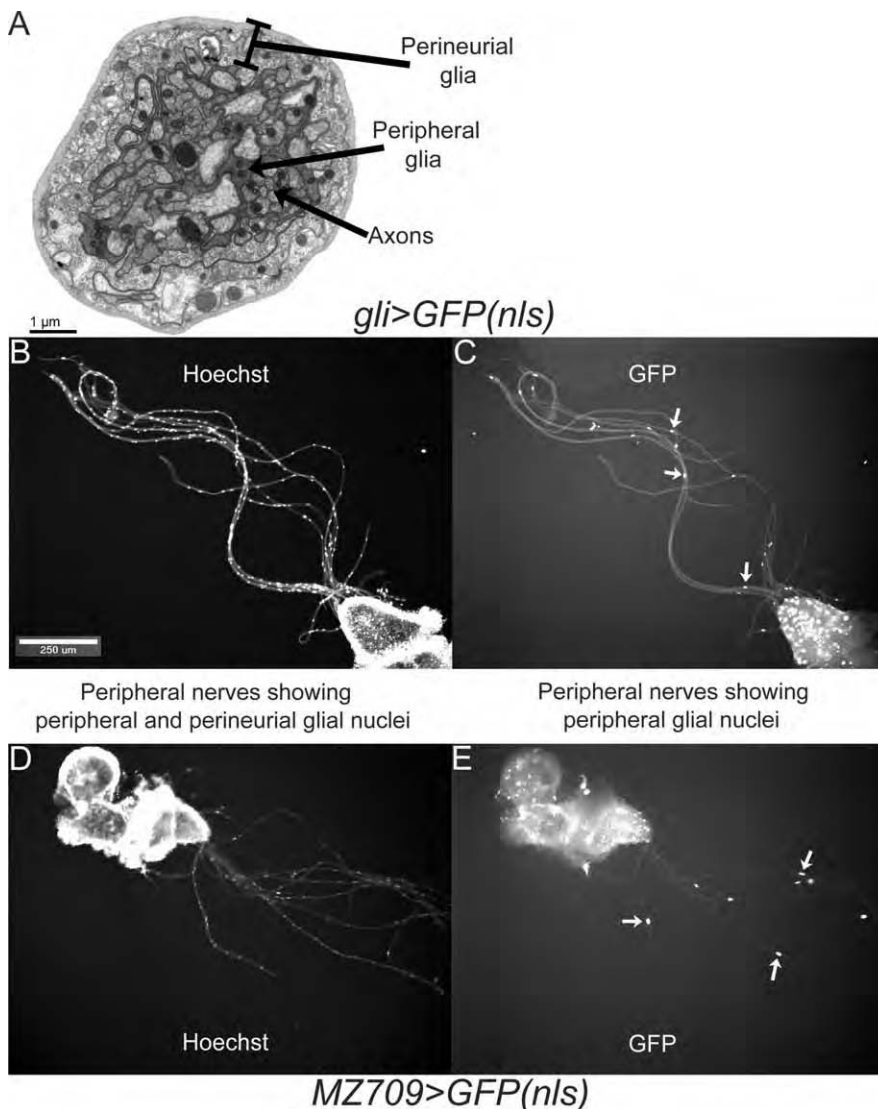 A
Perineurial
glia
Peripheral
glia
Axons
1 μm
gli>GFP(nls)
B
Hoechst
C
GFP
250 um
Peripheral nerves showing
peripheral and perineurial glial nuclei
Peripheral nerves showing
peripheral glial nuclei
D
Hoechst
E
GFP
MZ709>GFP(nls)